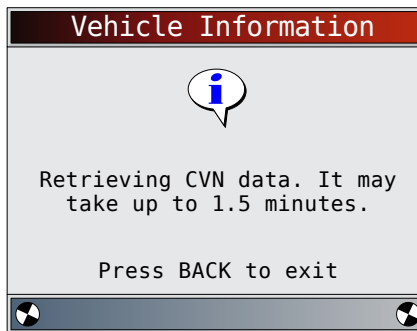 Vehicle Information
i
Retrieving CVN data. It may
take up to 1.5 minutes.
Press BACK to exit